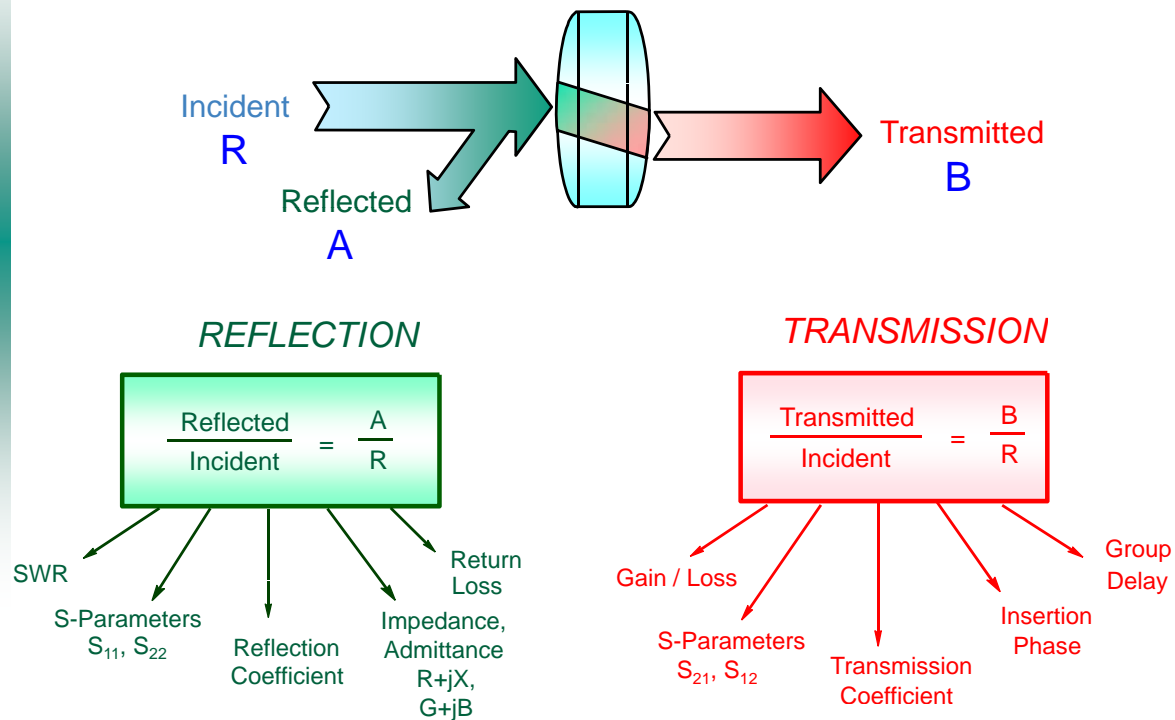 Incident
R
Reflected
A
Transmitted
B
REFLECTION
Reflected
Incident
=
A
R
SWR
S-Parameters
S11, S22
Reflection
Coefficient
Impedance,
Admittance
R+jX,
G+jB
Return
Loss
TRANSMISSION
Transmitted
Incident
=
B
R
Gain / Loss
S-Parameters
S21, S12
Transmission
Coefficient
Insertion
Phase
Group
Delay